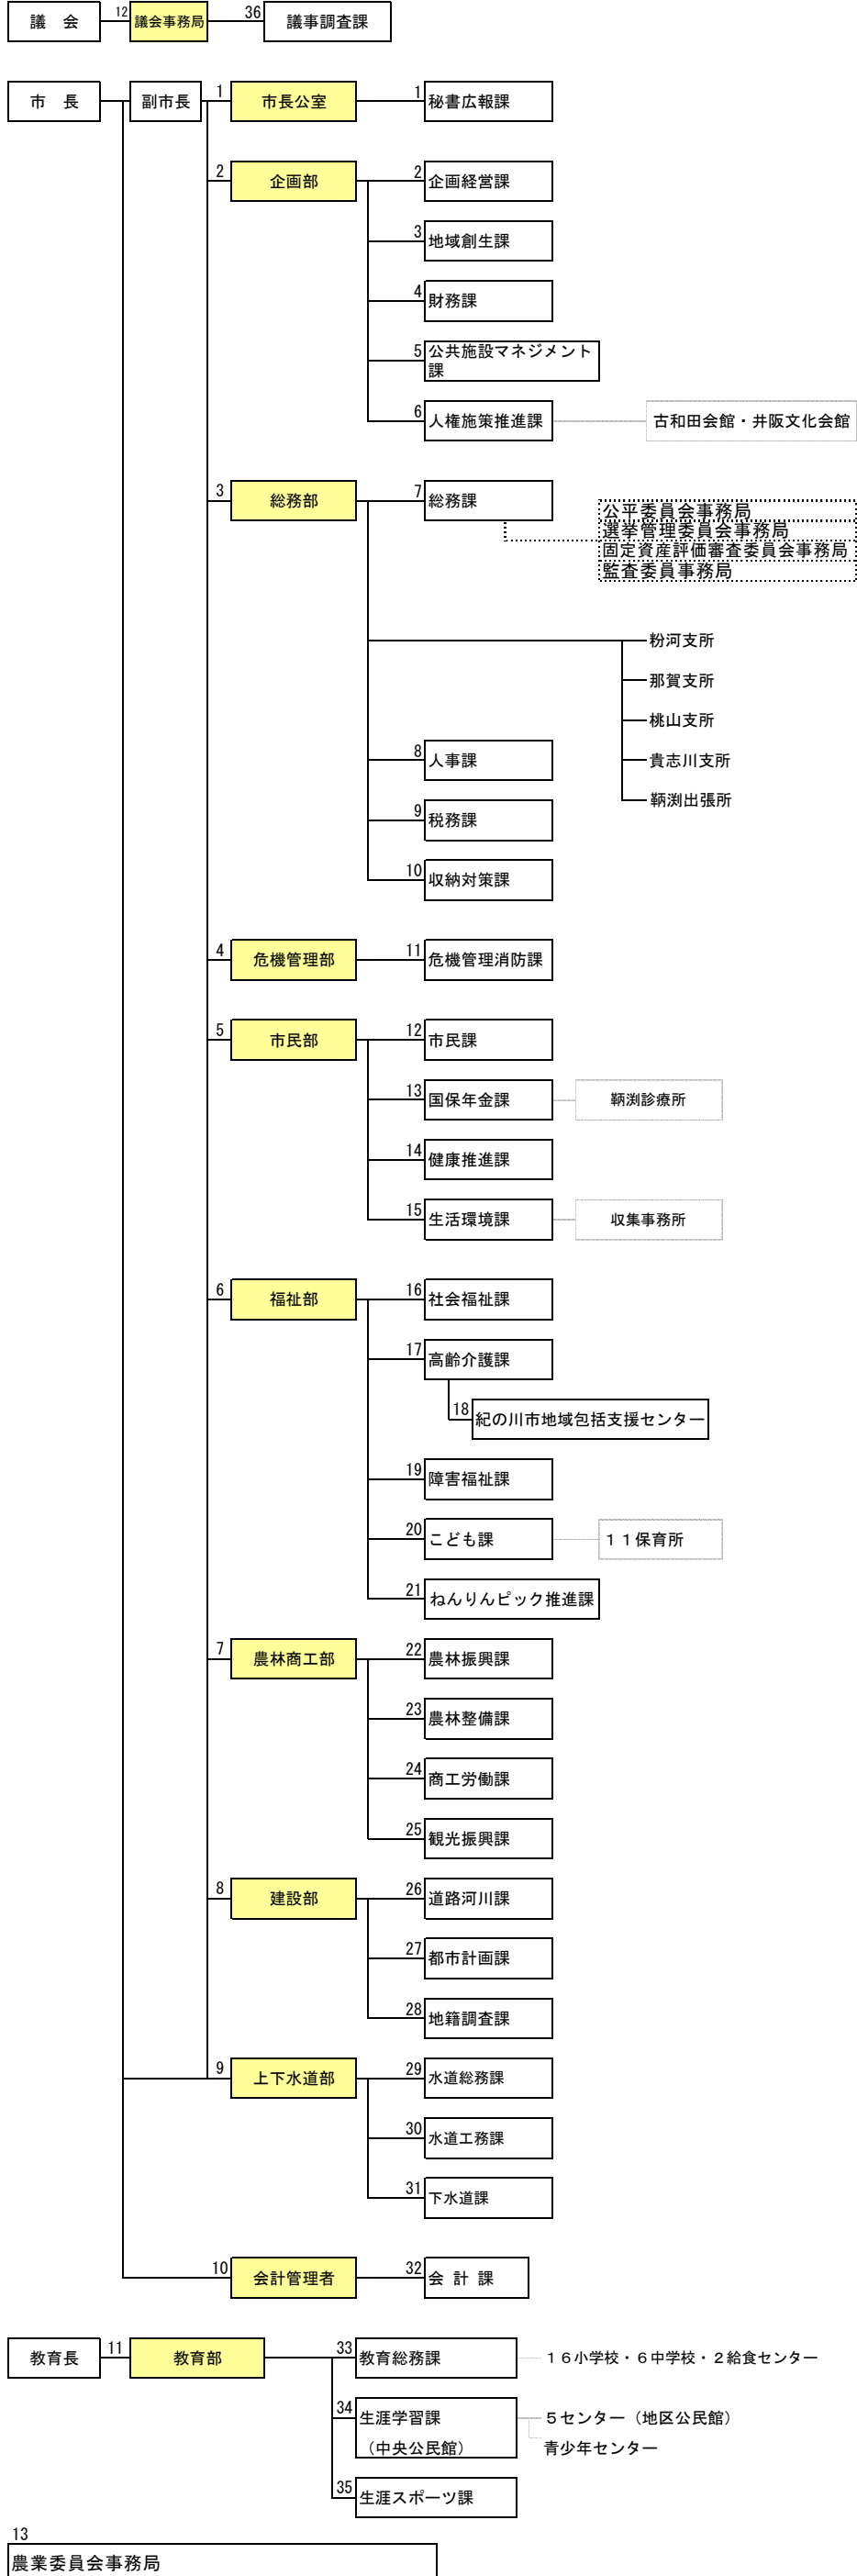 議　会 12 議会事務局 36 議事調査課
市　長 副市長 1 市長公室 1 秘書広報課
2 企画部 2 企画経営課
3 地域創生課
4 財務課
5 公共施設マネジメント
課
6 人権施策推進課 古和田会館・井阪文化会館
3 総務部 7 総務課
公平委員会事務局
選挙管理委員会事務局
固定資産評価審査委員会事務局
監査委員事務局
粉河支所
那賀支所
桃山支所
8 人事課 貴志川支所
鞆渕出張所
9 税務課
10 収納対策課
4 危機管理部 11 危機管理消防課
5 市民部 12 市民課
13 国保年金課 鞆渕診療所
14 健康推進課
15 生活環境課 収集事務所
6 福祉部 16 社会福祉課
17 高齢介護課
18 紀の川市地域包括支援センター
19 障害福祉課
20 こども課 １１保育所
21 ねんりんピック推進課
7 農林商工部 22 農林振興課
23 農林整備課
24 商工労働課
25 観光振興課
8 建設部 26 道路河川課
27 都市計画課
28 地籍調査課
9 上下水道部 29 水道総務課
30 水道工務課
31 下水道課
10 会計管理者 32 会 計 課
教育長 11 教育部 33 教育総務課 １６小学校・６中学校・２給食センター
34 生涯学習課 ５センター（地区公民館）
（中央公民館） 青少年センター
35 生涯スポーツ課
13
農業委員会事務局